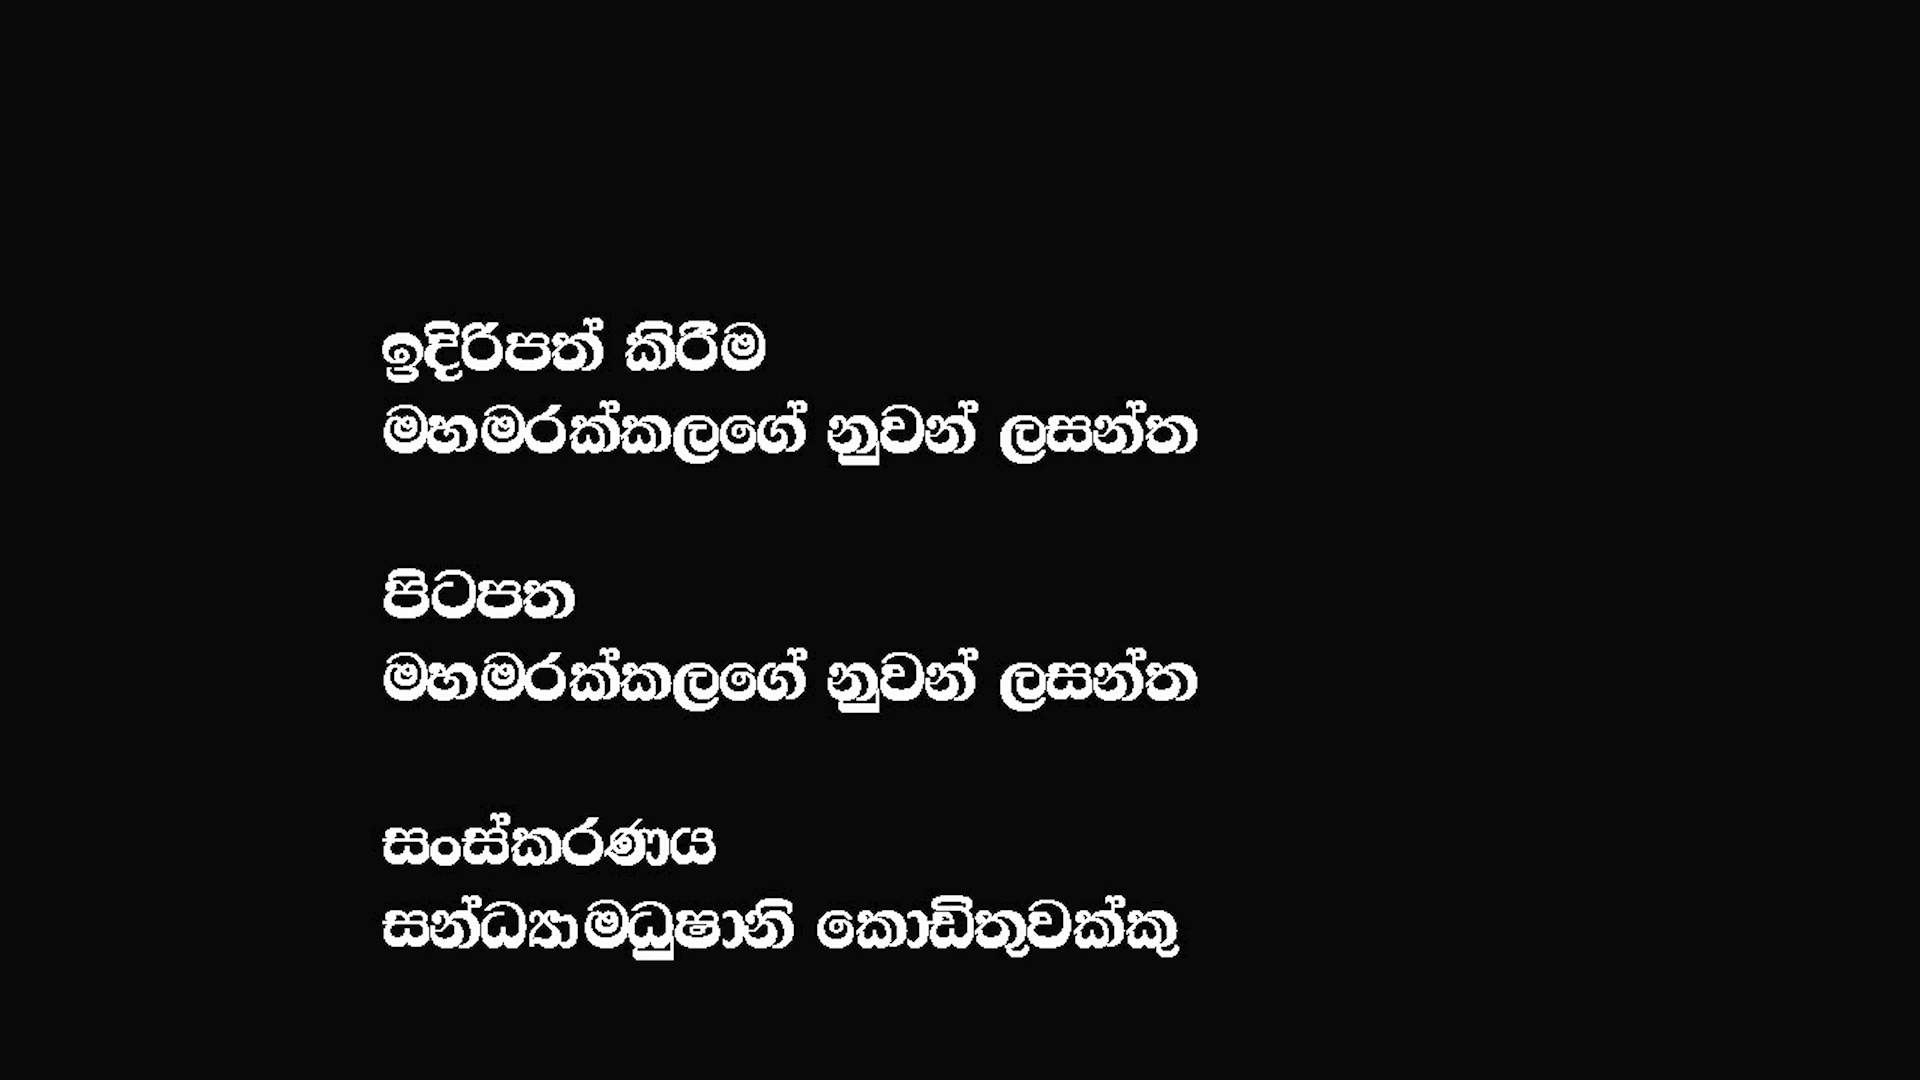 ඉදිරිපත් කිරීම
මහමරක්කලගේ නුවන් ලසන්ත
පිටපත
මහමරක්කලගේ නුවන් ලසන්ත
සංස්කරණය
සන්ධ්‍යා මධුෂානි කොඩිතුවක්කු